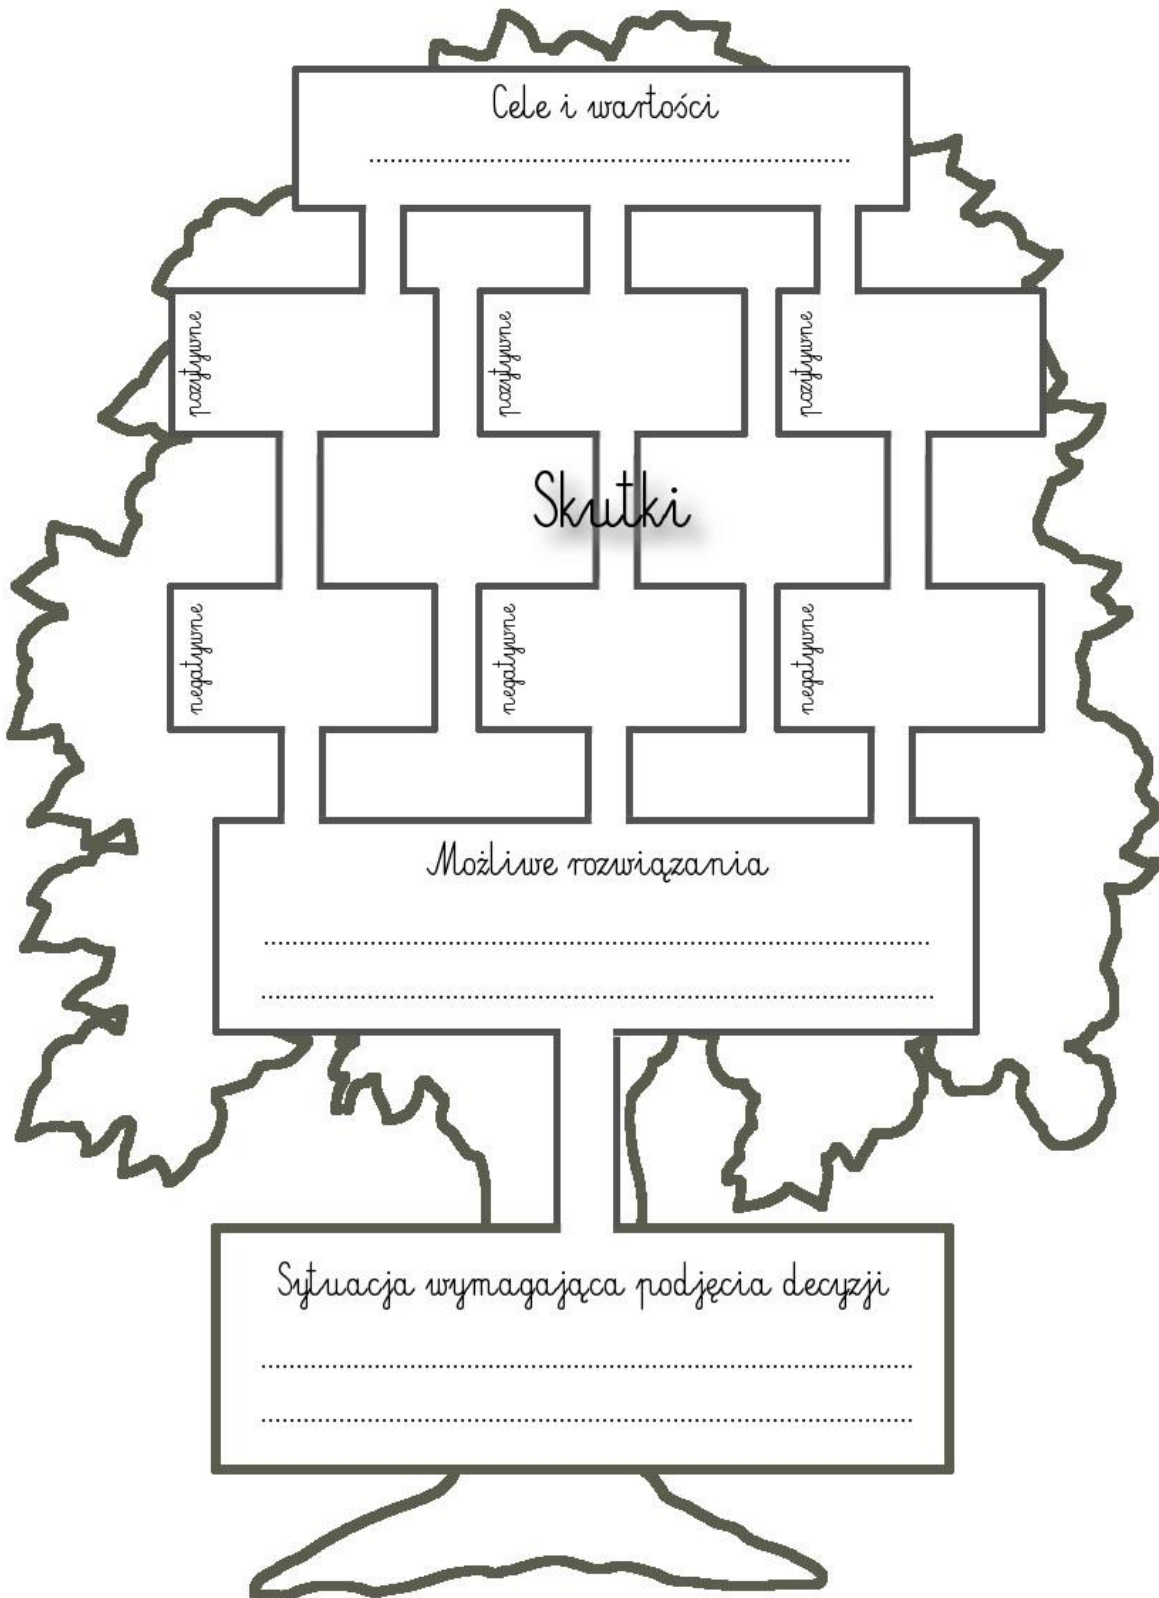 Cele i wartości
..........................................................................................
pozytywne
pozytywne
pozytywne
Skutki
negatywne
negatywne
negatywne
Możliwe rozwiązania
..........................................................................................
..........................................................................................
Sytuacja wymagająca podjęcia decyzji
..........................................................................................
..........................................................................................